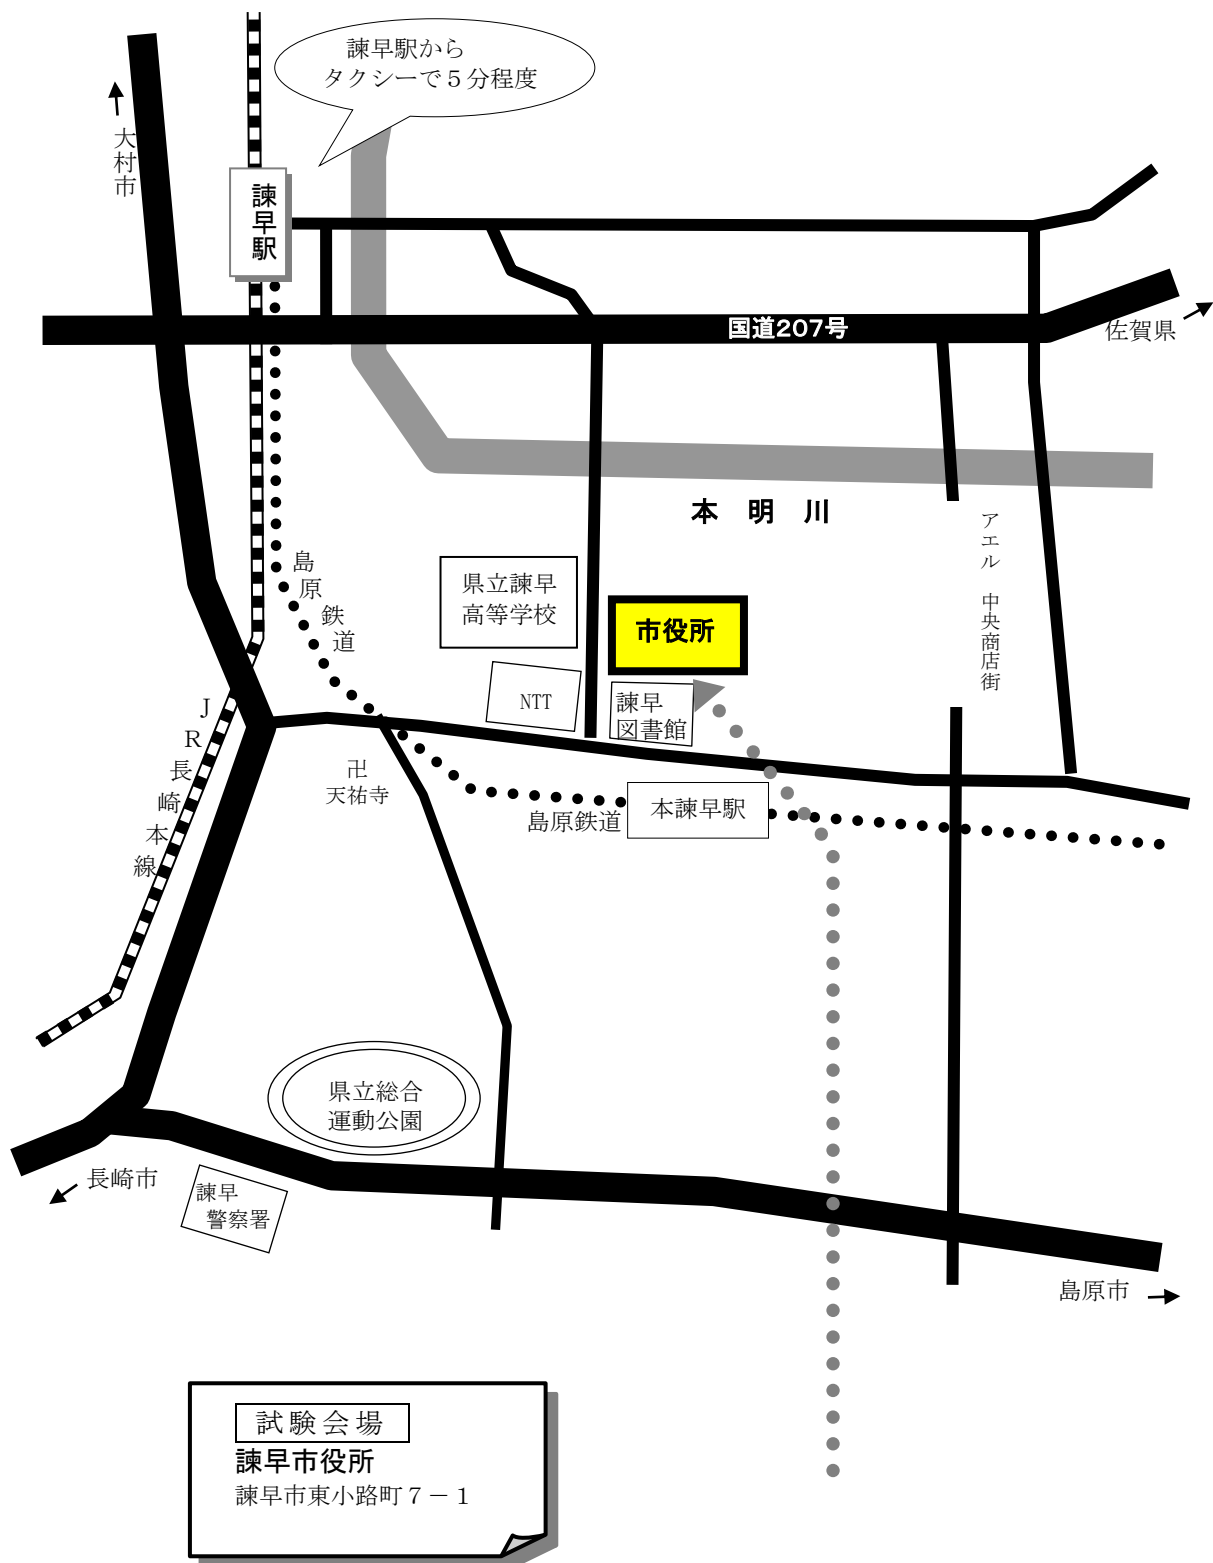 諫早駅から
タクシーで５分程度
大村市
諫早駅
国道207号
佐賀県
本　明　川
アエル　中央商店街
島原鉄道
県立諫早
高等学校
市役所
NTT
諫早
図書館
ＪＲ長崎本線
卍
天祐寺
島原鉄道
本諫早駅
県立総合
運動公園
長崎市
諫早
警察署
島原市
試験会場
諫早市役所
諫早市東小路町７－１